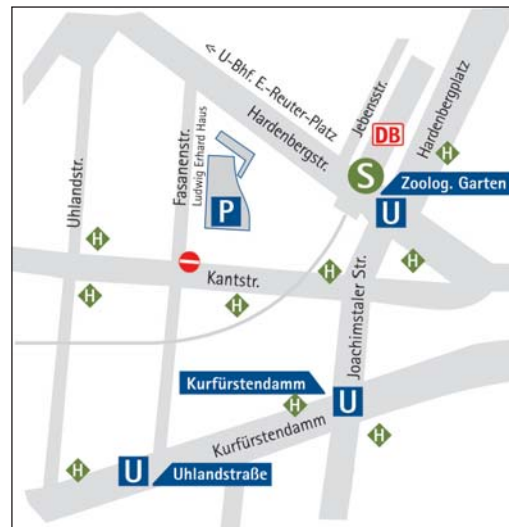 << U-Bhf. E.-Reuter-Platz
Hardenbergstr.
Jebensstr.
Hardenbergplatz
DB
H
S
Zoolog. Garten
U
Uhlandstr.
Fasanenstr.
Ludwig Erhard Haus
P
H
H
Kantstr.
H
H
H
Joachimstaler Str.
Kurfürstendamm
U
H
H
Kurfürstendamm
H
U
Uhlandstraße